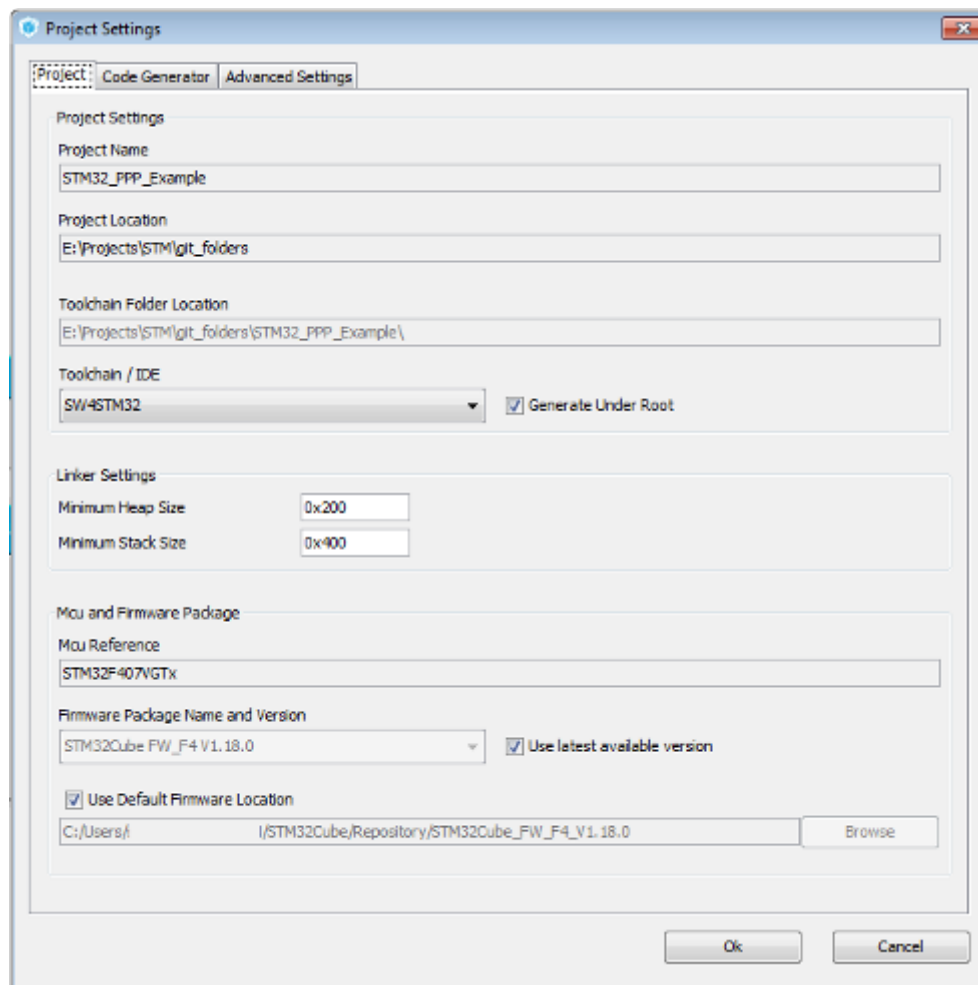 Project Settings
Project Code Generator Advanced Settings
Project Settings
Project Name
STM32_PPP_Example
Project Location
E:\Projects\STM\git_folders
Toolchain Folder Location
E:\Projects\STM\git_folders\STM32_PPP_Example\
Toolchain / IDE
SW4STM32 Generate Under Root
Linker Settings
Minimum Heap Size 0x200
Minimum Stack Size 0x400
Mcu and Firmware Package
Mcu Reference
STM32F407VGTx
Firmware Package Name and Version
STM32Cube FW_F4 V1.18.0 Use latest available version
Use Default Firmware Location
C:/Users/ /STM32Cube/Repository/STM32Cube_FW_F4_V1.18.0 Browse
Ok Cancel